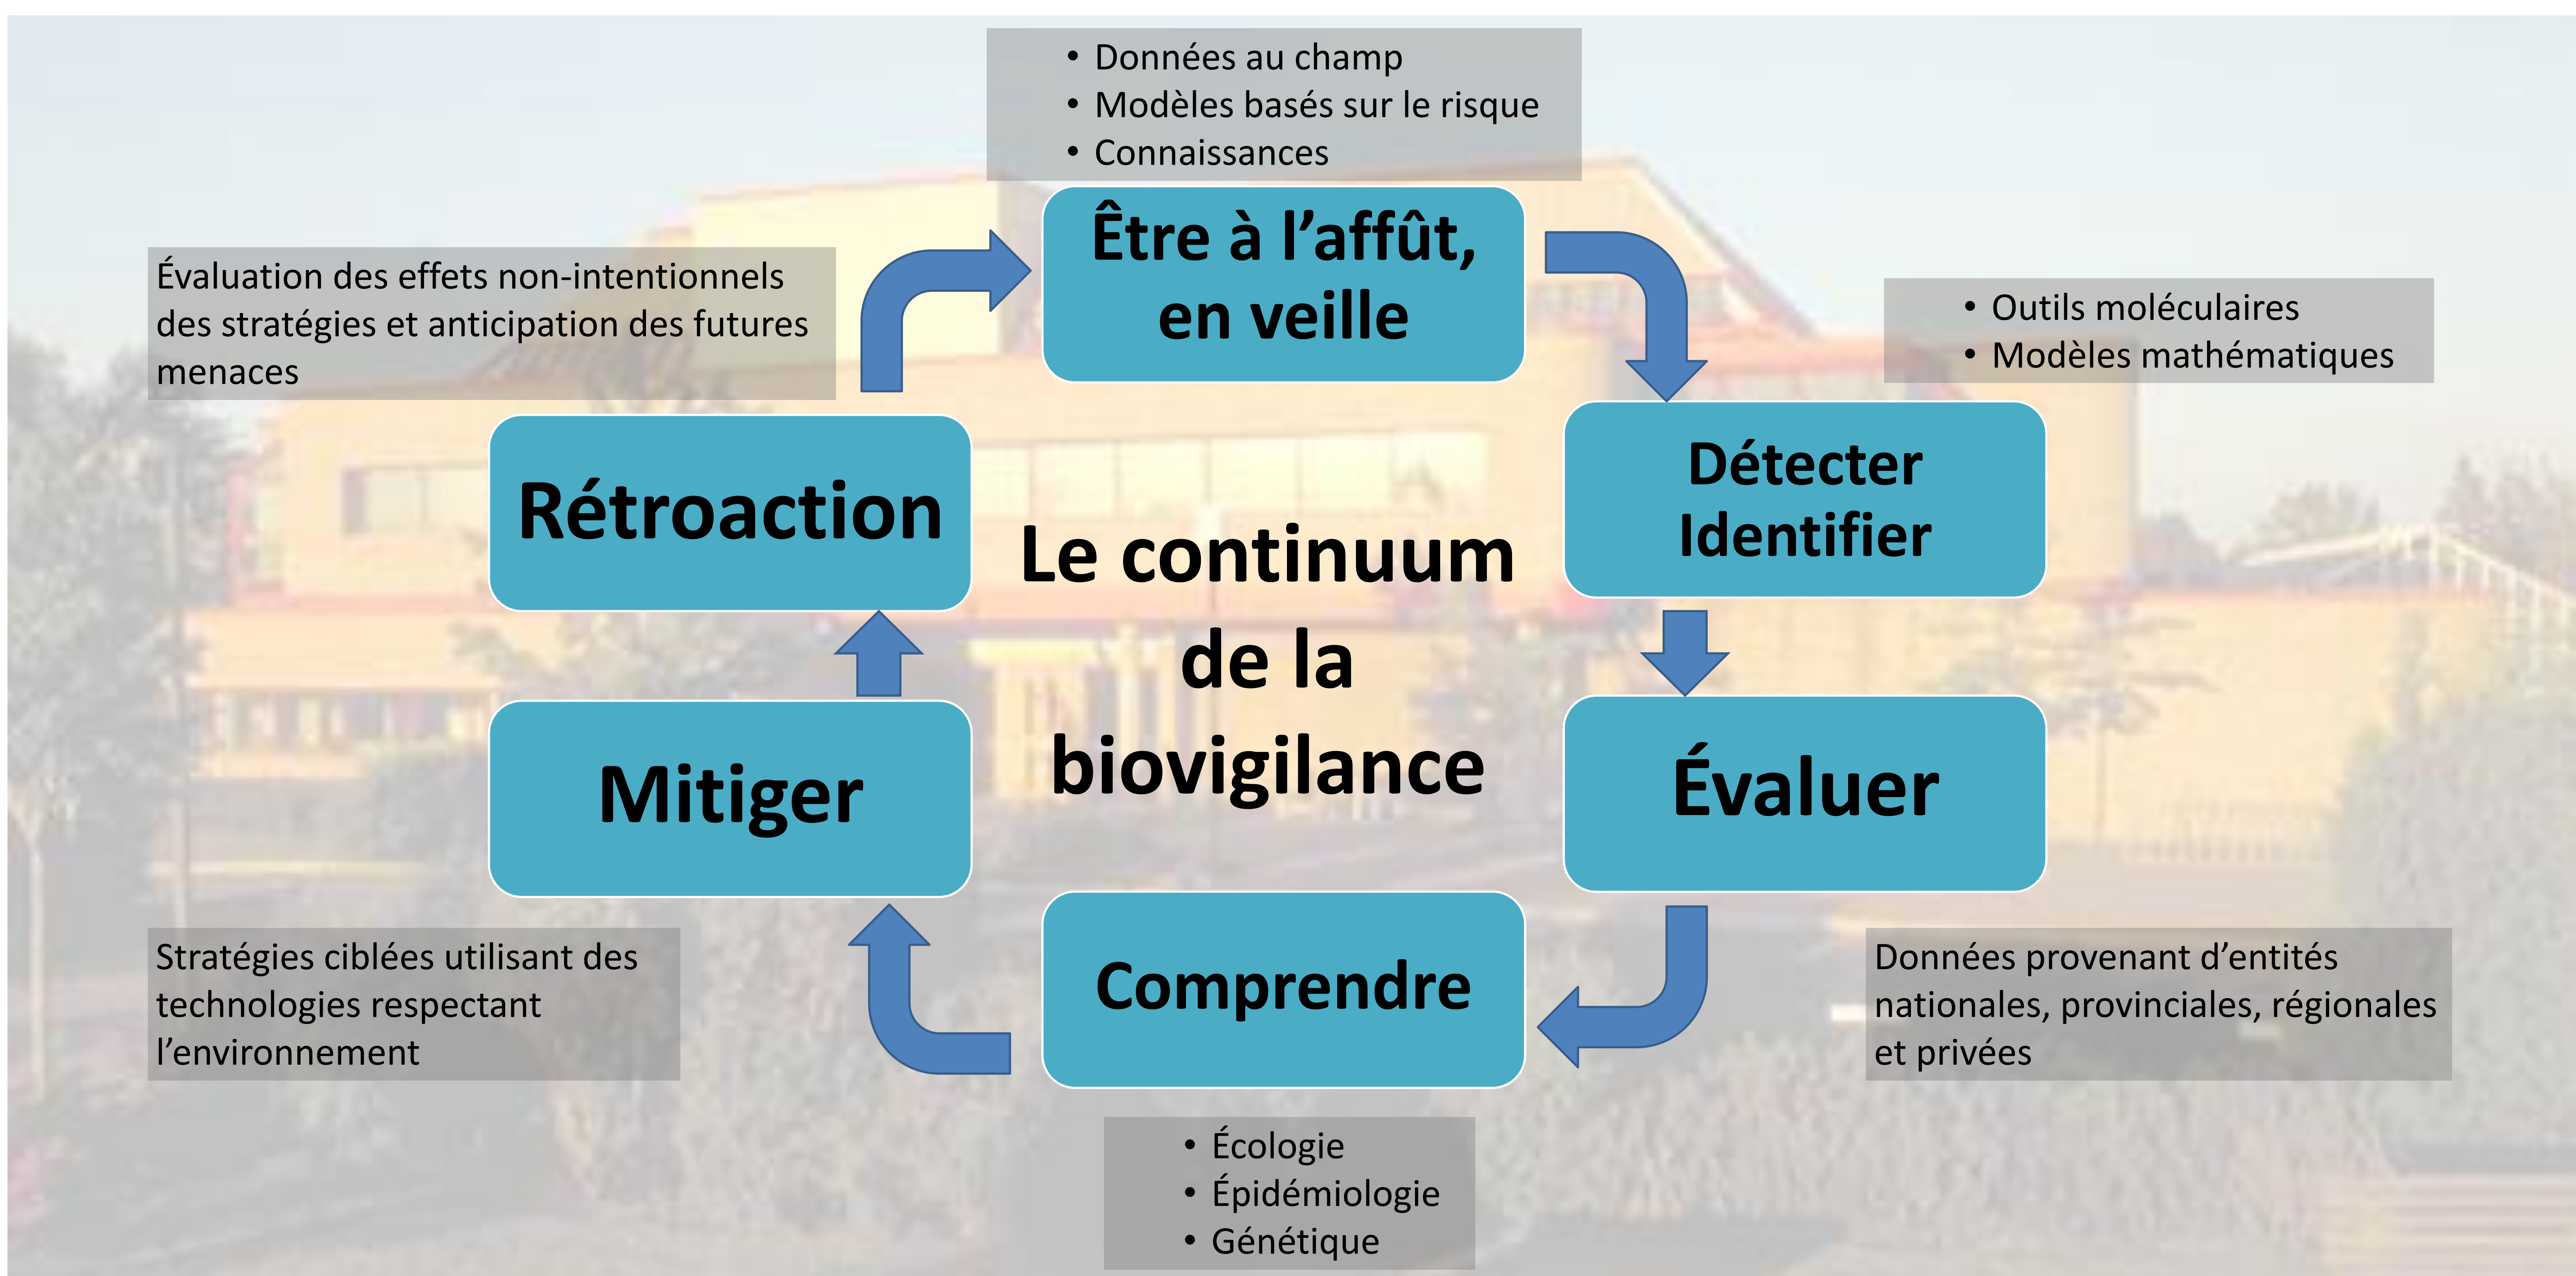 • Données au champ
• Modèles basés sur le risque
• Connaissances
Être à l’affût,
en veille
• Outils moléculaires
• Modèles mathématiques
Détecter
Identifier
Évaluer
Données provenant d’entités
nationales, provinciales, régionales
et privées
Comprendre
• Écologie
• Épidémiologie
• Génétique
Mitiger
Stratégies ciblées utilisant des
technologies respectant
l’environnement
Rétroaction
Évaluation des effets non-intentionnels
des stratégies et anticipation des futures
menaces
Le continuum
de la
biovigilance